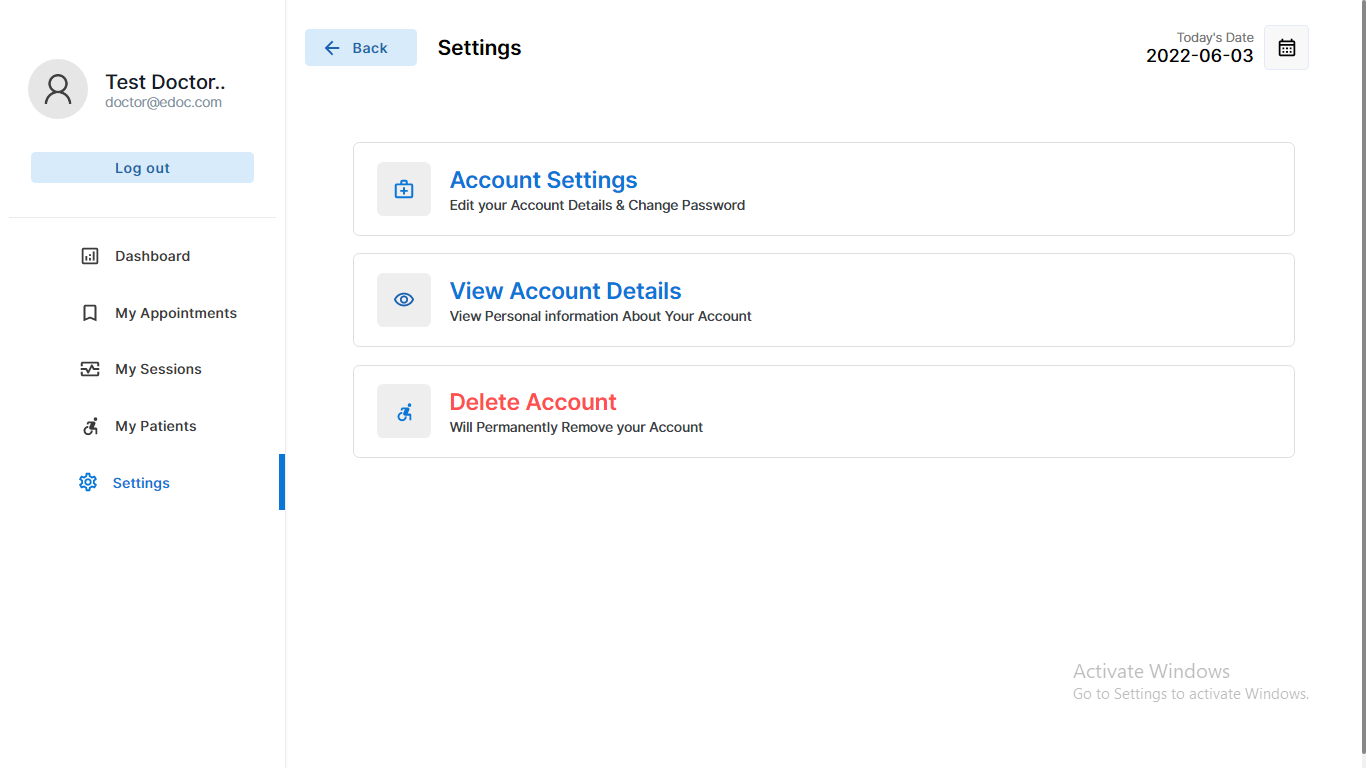 Test Doctor..
doctor@edoc.com
Log out
Dashboard
My Appointments
My Sessions
My Patients
Settings
Back
Settings
Today's Date
2022-06-03
Account Settings
Edit your Account Details & Change Password
View Account Details
View Personal information About Your Account
Delete Account
Will Permanently Remove your Account
Activate Windows
Go to Settings to activate Windows.